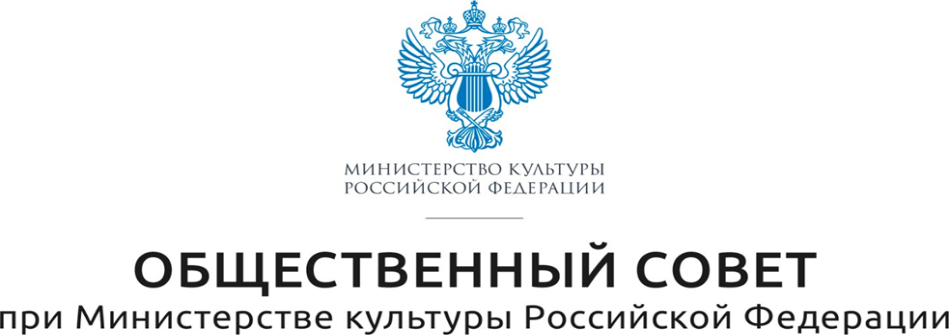 МИНИСТЕРСТВО КУЛЬТУРЫ
РОССИЙСКОЙ ФЕДЕРАЦИИ
ОБЩЕСТВЕННЫЙ СОВЕТ
при Министерстве культуры Российской Федерации